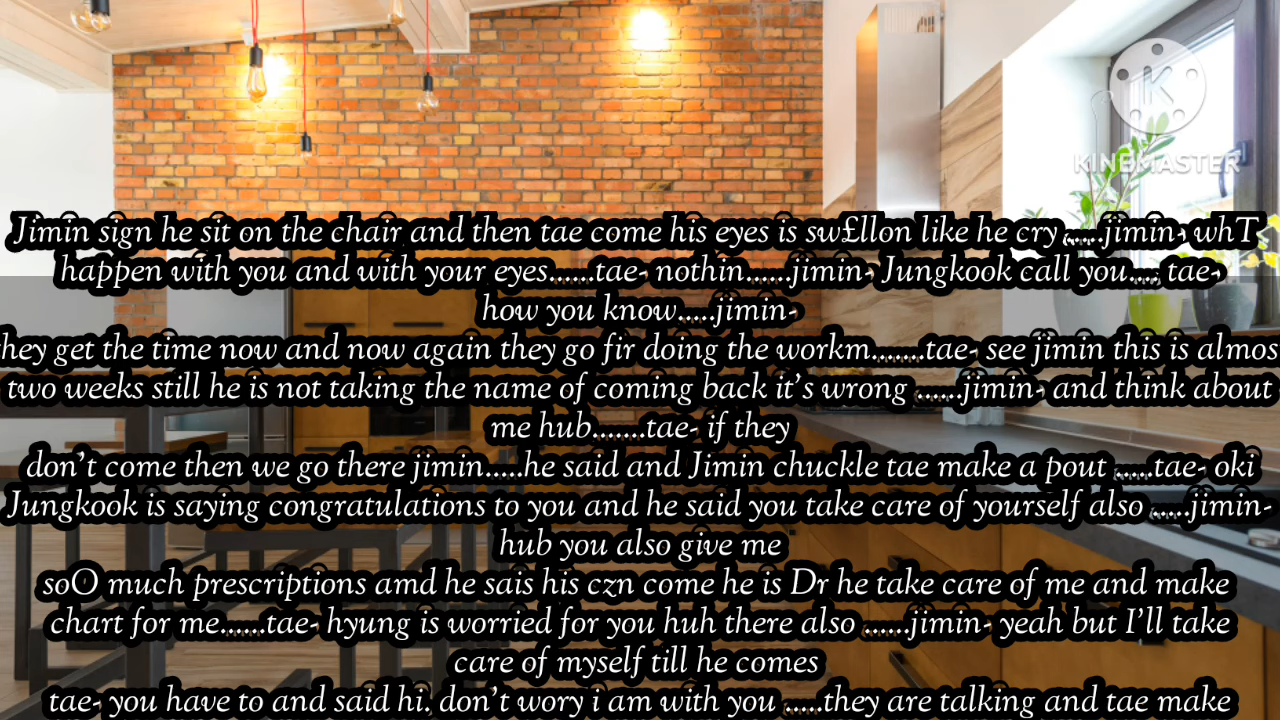 KINEMASTER
Jimin sign he sit on the chair and then tae come his eyes is sw£llon like he cry ......jimin- whT
happen with you and with your eyes......tae- nothin......jimin- Jungkook call you.... tae-
how you know.....jimin-
they get the time now and now again they go fir doing the workm.......tae- see jimin this is almos
two weeks still he is not taking the name of coming back it's wrong ......jimin- and think about
me hub.......tae- if they
don't come then we go there jimin.....he said and Jimin chuckle tae make a pout .....tae- oki
Jungkook is saying congratulations to you and he said you take care of yourself also .....jimin-
hub you also give me
soO much prescriptions amd he sais his czn come he is Dr he take care of me and make
chart for me......tae- hyung is worried for you huh there also ......jimin- yeah but I'll take
care of myself till he comes
tae- you have to and said hi. don't wory i am with you .....they are talking and tae make